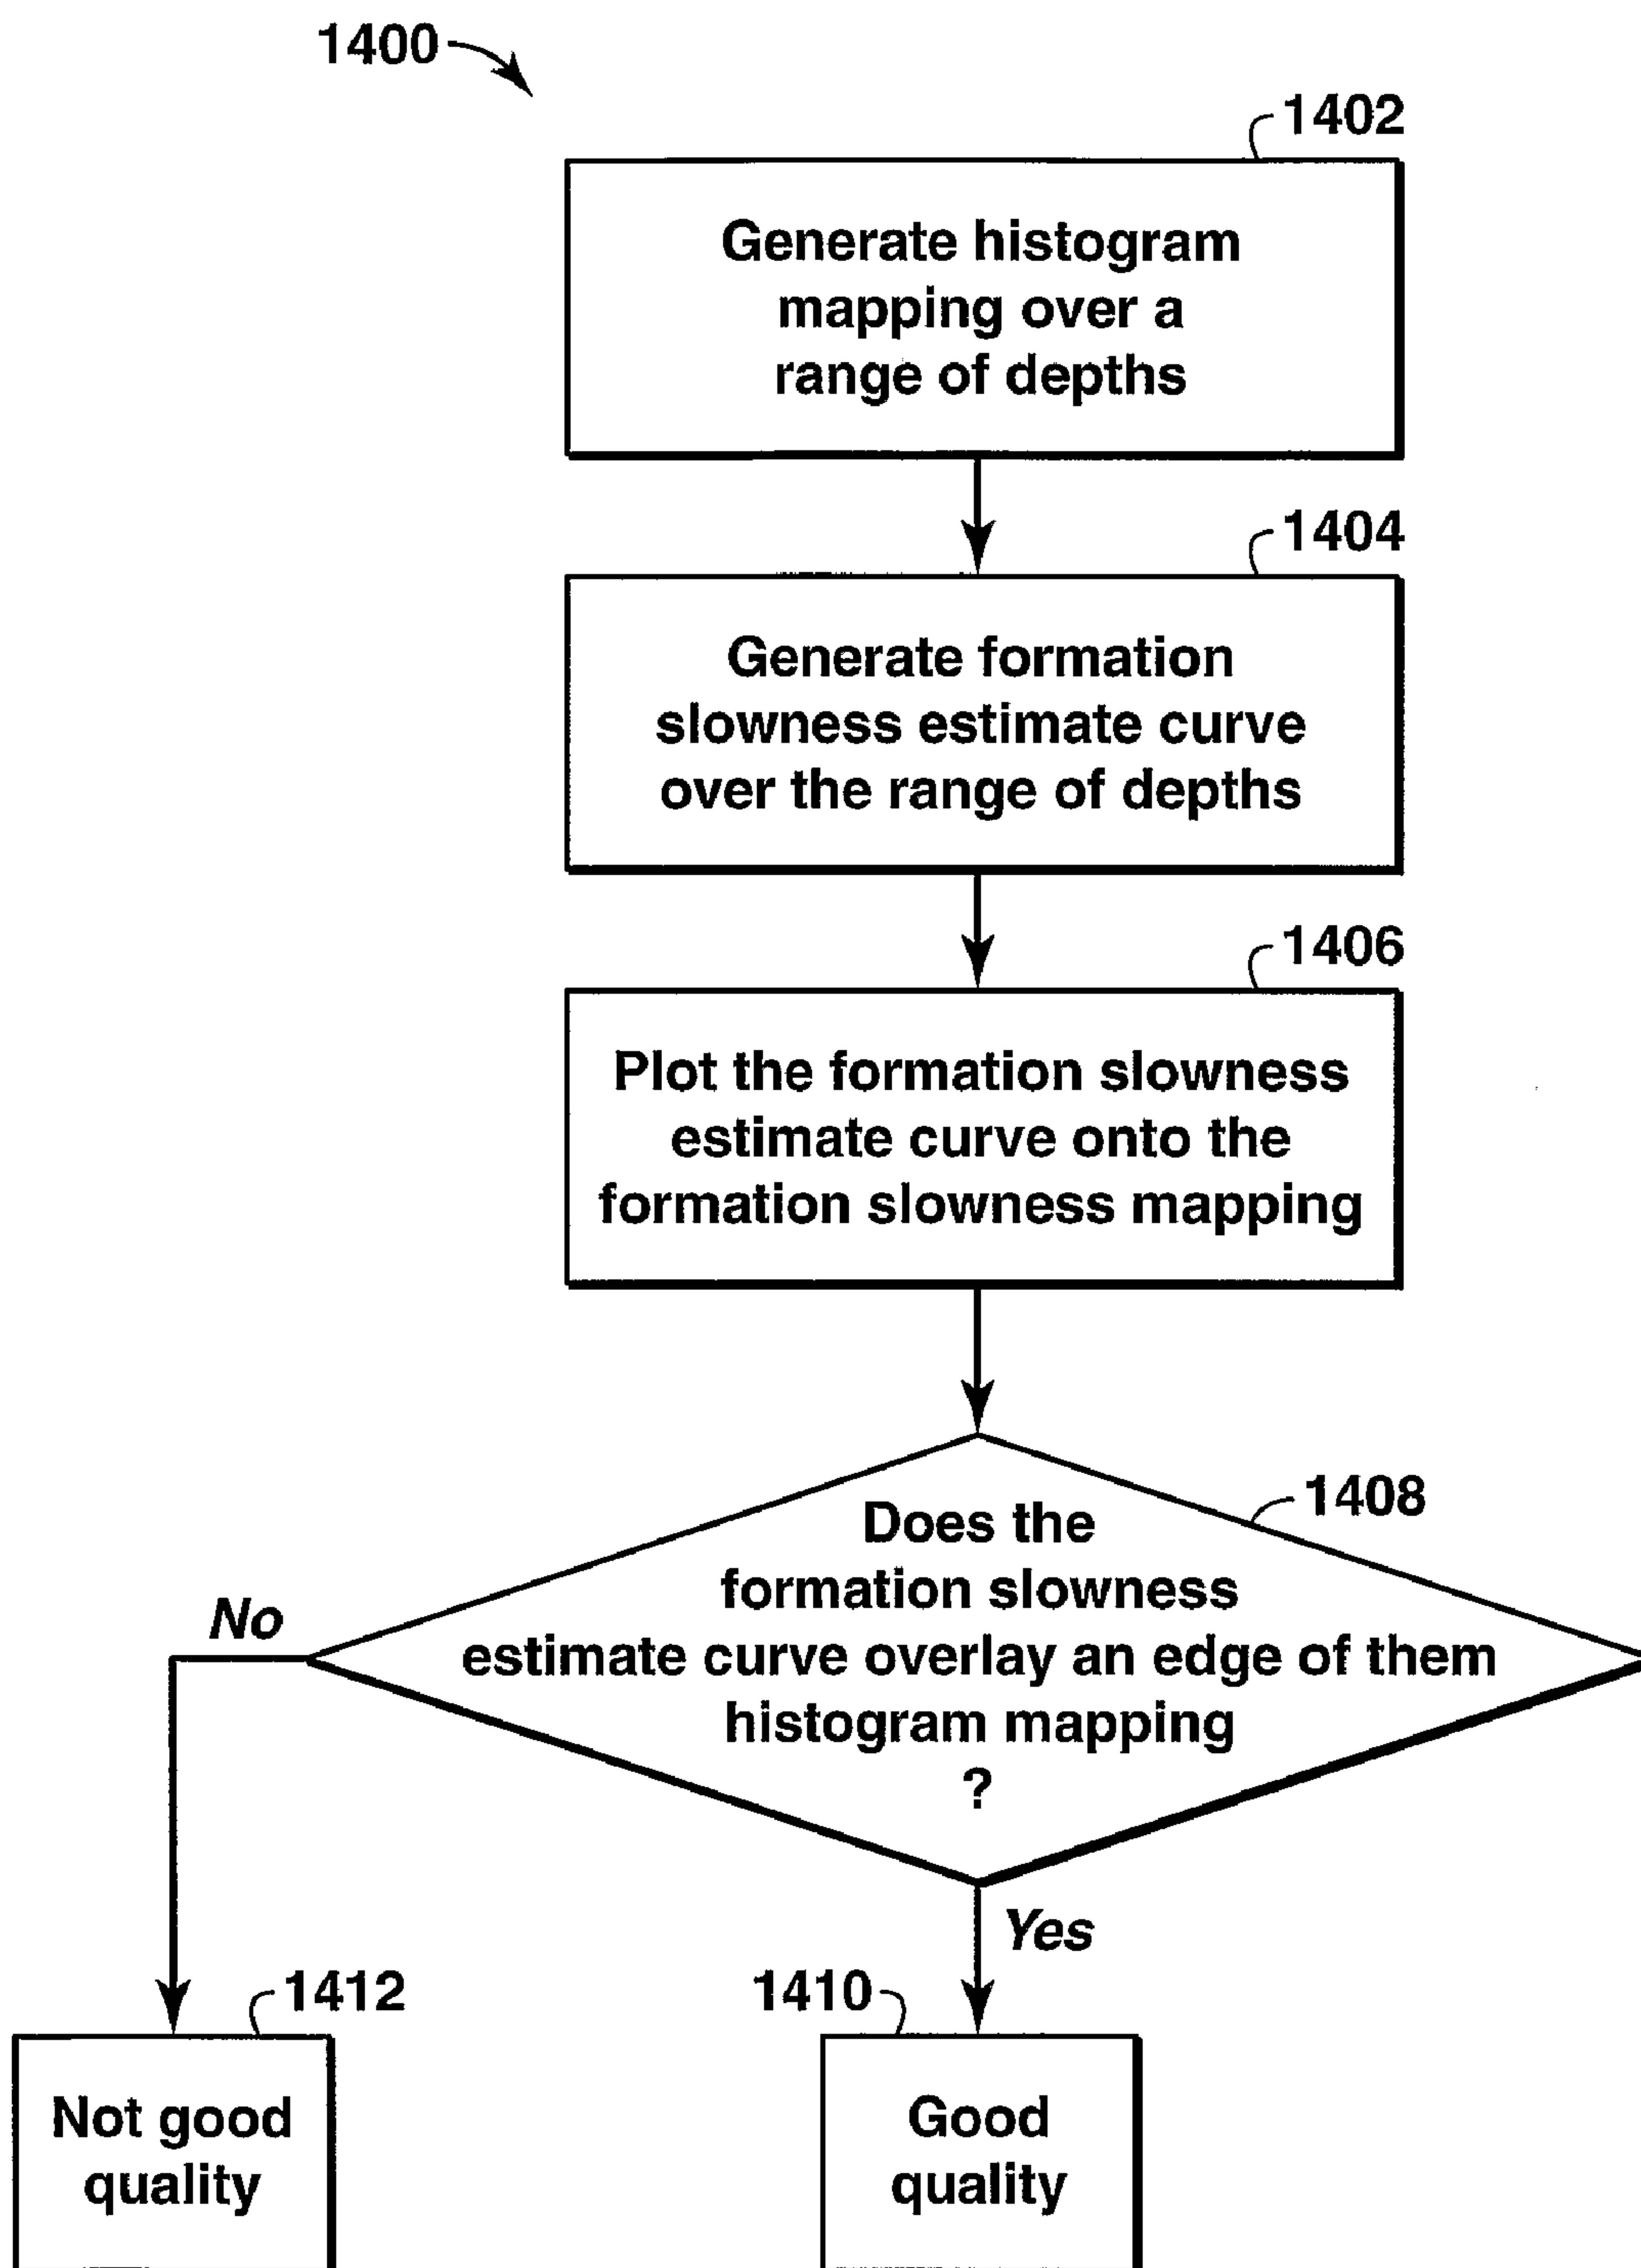 1400
1402
Generate histogram
mapping over a
range of depths
1404
Generate formation
slowness estimate curve
over the range of depths
1406
Plot the formation slowness
estimate curve onto the
formation slowness mapping
1408
Does the
formation slowness
estimate curve overlay an edge of them
histogram mapping
?
No
Yes
1412
Not good
quality
1410
Good
quality